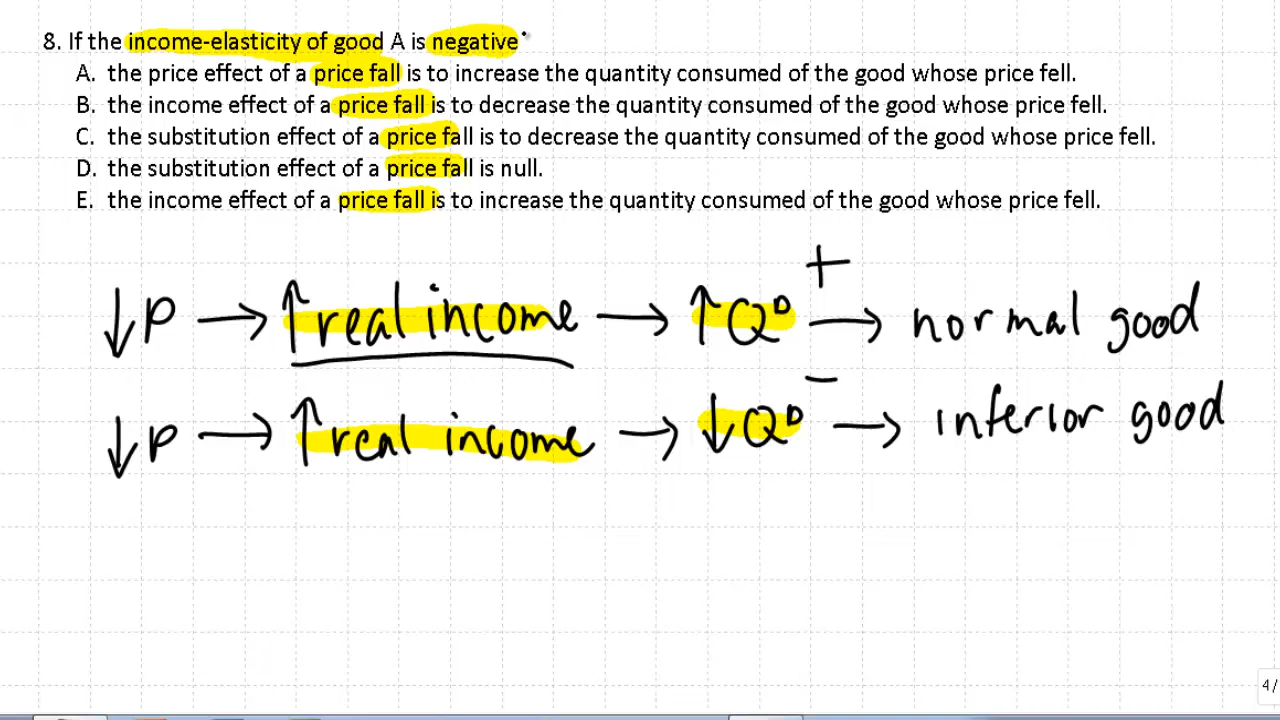 8. If the income-elasticity of good A is negative
A. the price effect of a price fall is to increase the quantity consumed of the good whose price fell.
B. the income effect of a price fall is to decrease the quantity consumed of the good whose price fell.
C. the substitution effect of a price fall is to decrease the quantity consumed of the good whose price fell.
D. the substitution effect of a price fall is null.
E. the income effect of a price fall is to increase the quantity consumed of the good whose price fell.
+
↓P → ↑real income → ↑Qᴰ → normal good
−
↓P → ↑real income → ↓Qᴰ → inferior good
4/